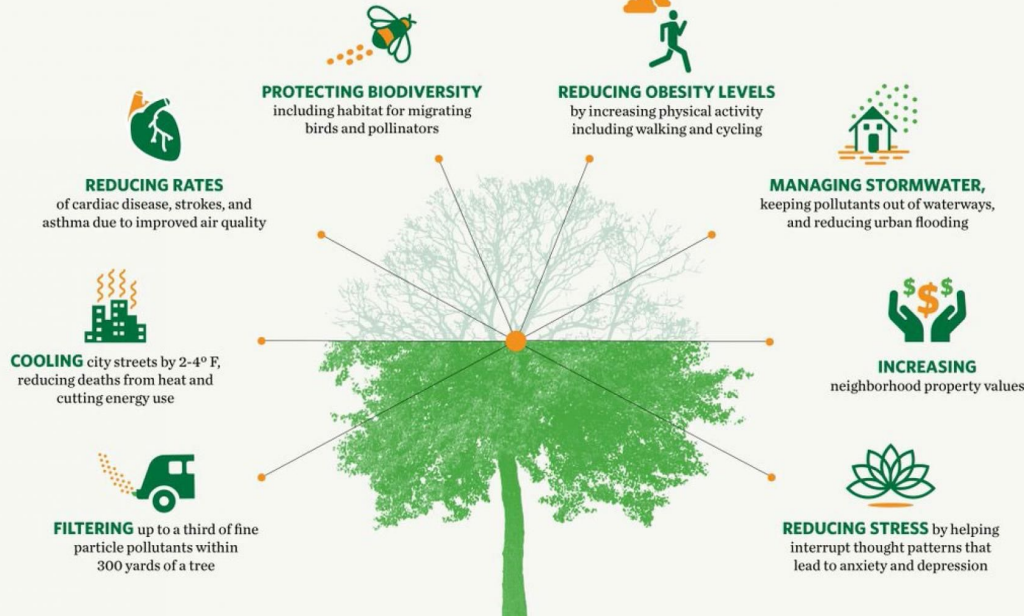 PROTECTING BIODIVERSITY
including habitat for migrating
birds and pollinators
REDUCING OBESITY LEVELS
by increasing physical activity
including walking and cycling
REDUCING RATES
of cardiac disease, strokes, and
asthma due to improved air quality
MANAGING STORMWATER,
keeping pollutants out of waterways,
and reducing urban flooding
COOLING city streets by 2-4° F,
reducing deaths from heat and
cutting energy use
$ $ $
INCREASING
neighborhood property values
FILTERING up to a third of fine
particle pollutants within
300 yards of a tree
REDUCING STRESS by helping
interrupt thought patterns that
lead to anxiety and depression